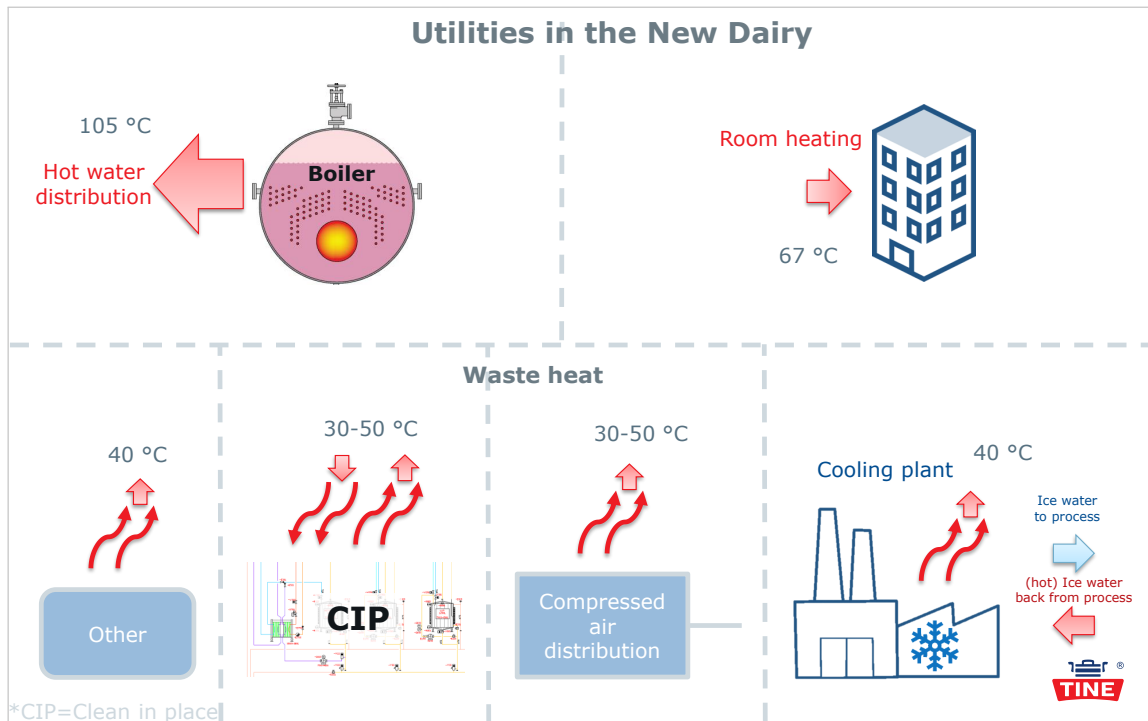 Utilities in the New Dairy
105 °C
Hot water
distribution
Boiler
Room heating
67 °C
Waste heat
40 °C
Other
30-50 °C
CIP
30-50 °C
Compressed
air
distribution
40 °C
Cooling plant
Ice water
to process
(hot) Ice water
back from process
TINE
®
*CIP=Clean in place